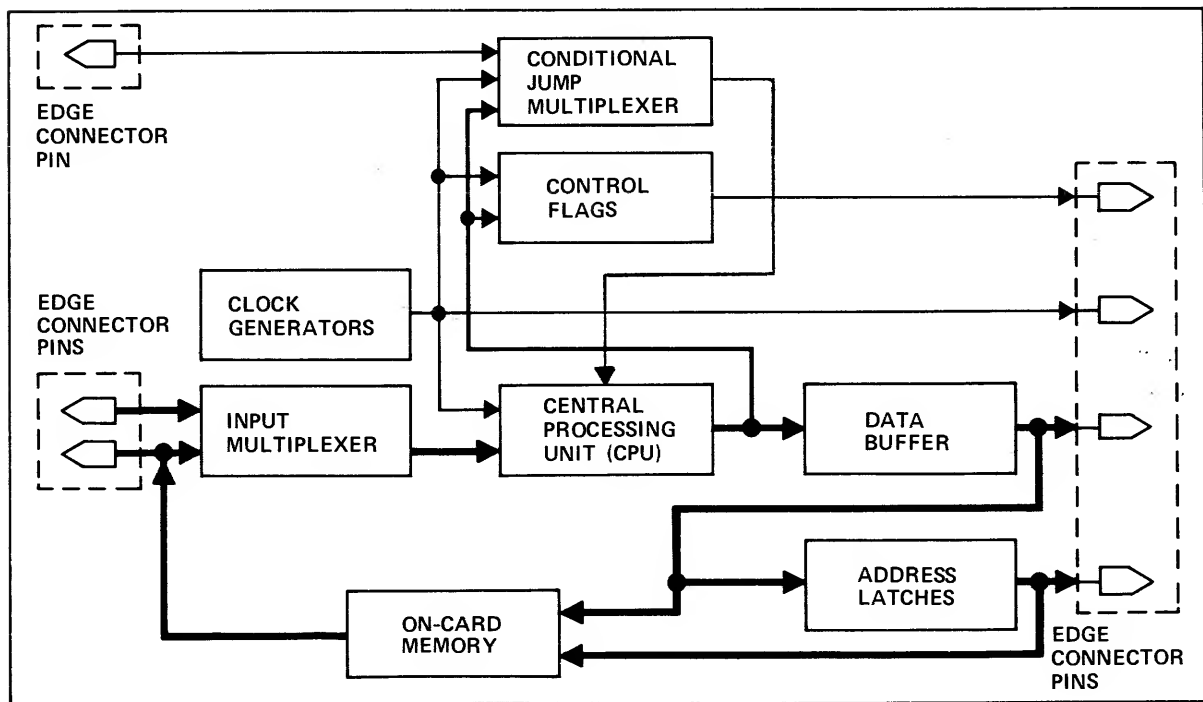 CONDITIONAL
JUMP
MULTIPLEXER
EDGE
CONNECTOR
PIN
CONTROL
FLAGS
EDGE
CONNECTOR
PINS
CLOCK
GENERATORS
INPUT
MULTIPLEXER
CENTRAL
PROCESSING
UNIT (CPU)
DATA
BUFFER
ON-CARD
MEMORY
ADDRESS
LATCHES
EDGE
CONNECTOR
PINS